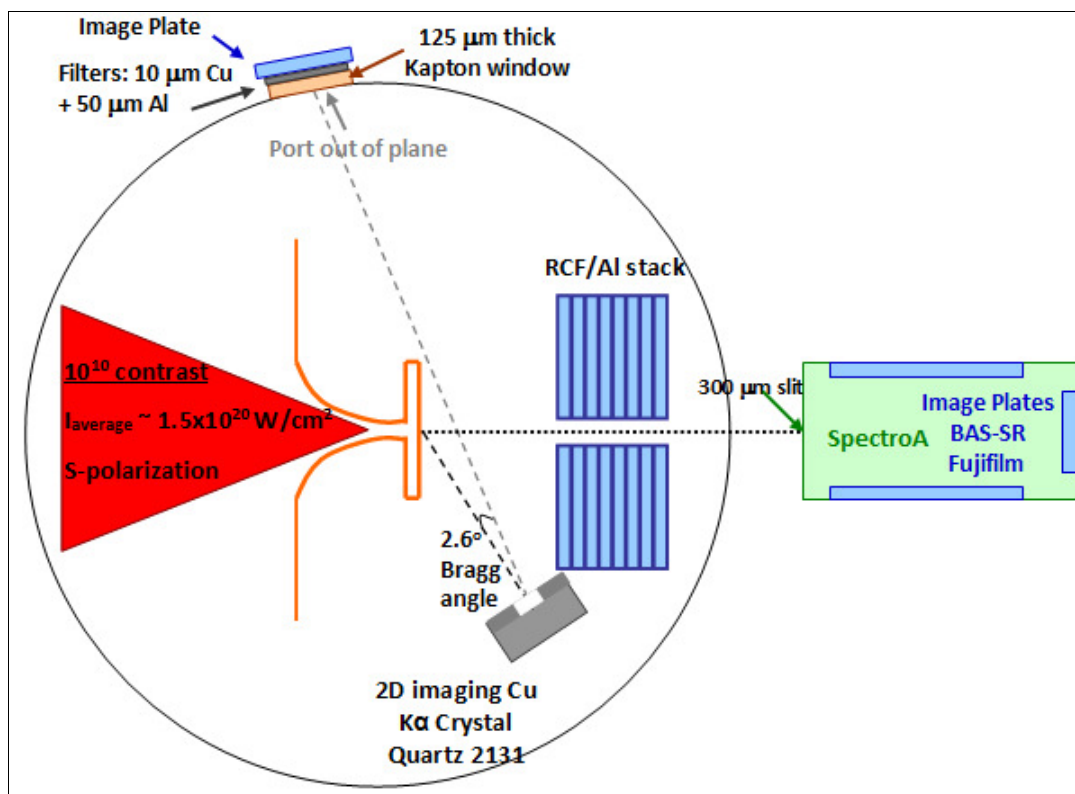 Image Plate
Filters: 10 µm Cu
+ 50 µm Al
125 µm thick
Kapton window
Port out of plane
RCF/Al stack
10¹⁰ contrast
Iaverage ~ 1.5x10²⁰ W/cm²
S-polarization
300 µm slit
Image Plates
BAS-SR
Fujifilm
SpectroA
2.6°
Bragg
angle
2D imaging Cu
Kα Crystal
Quartz 2131